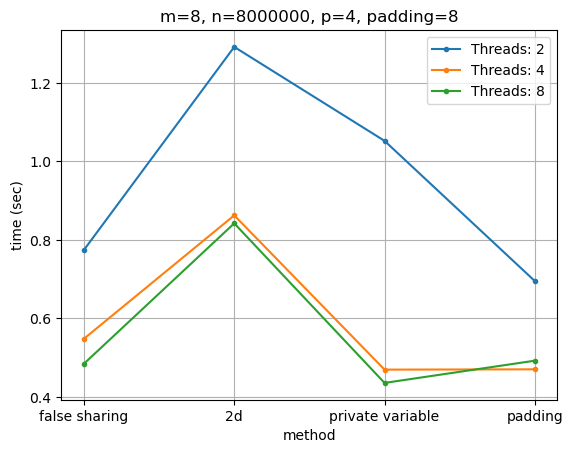 m=8, n=8000000, p=4, padding=8
Threads: 2
Threads: 4
Threads: 8
time (sec)
1.2
1.0
0.8
0.6
0.4
false sharing 2d private variable padding
method